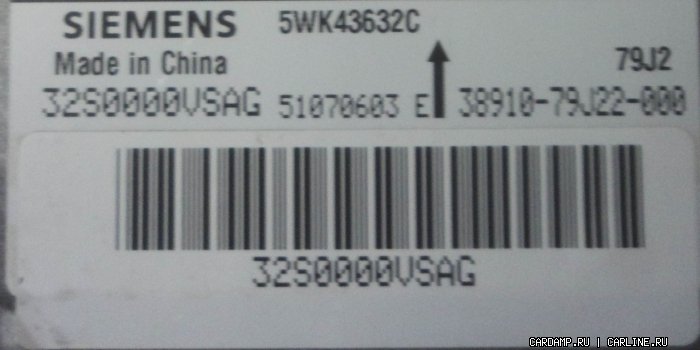 SIEMENS 5WK43632C
Made in China 79J2
32S0000VSAG 51070603 E 38910-79J22-000
32S0000VSAG
CARDAMP.RU | CARLINE.RU